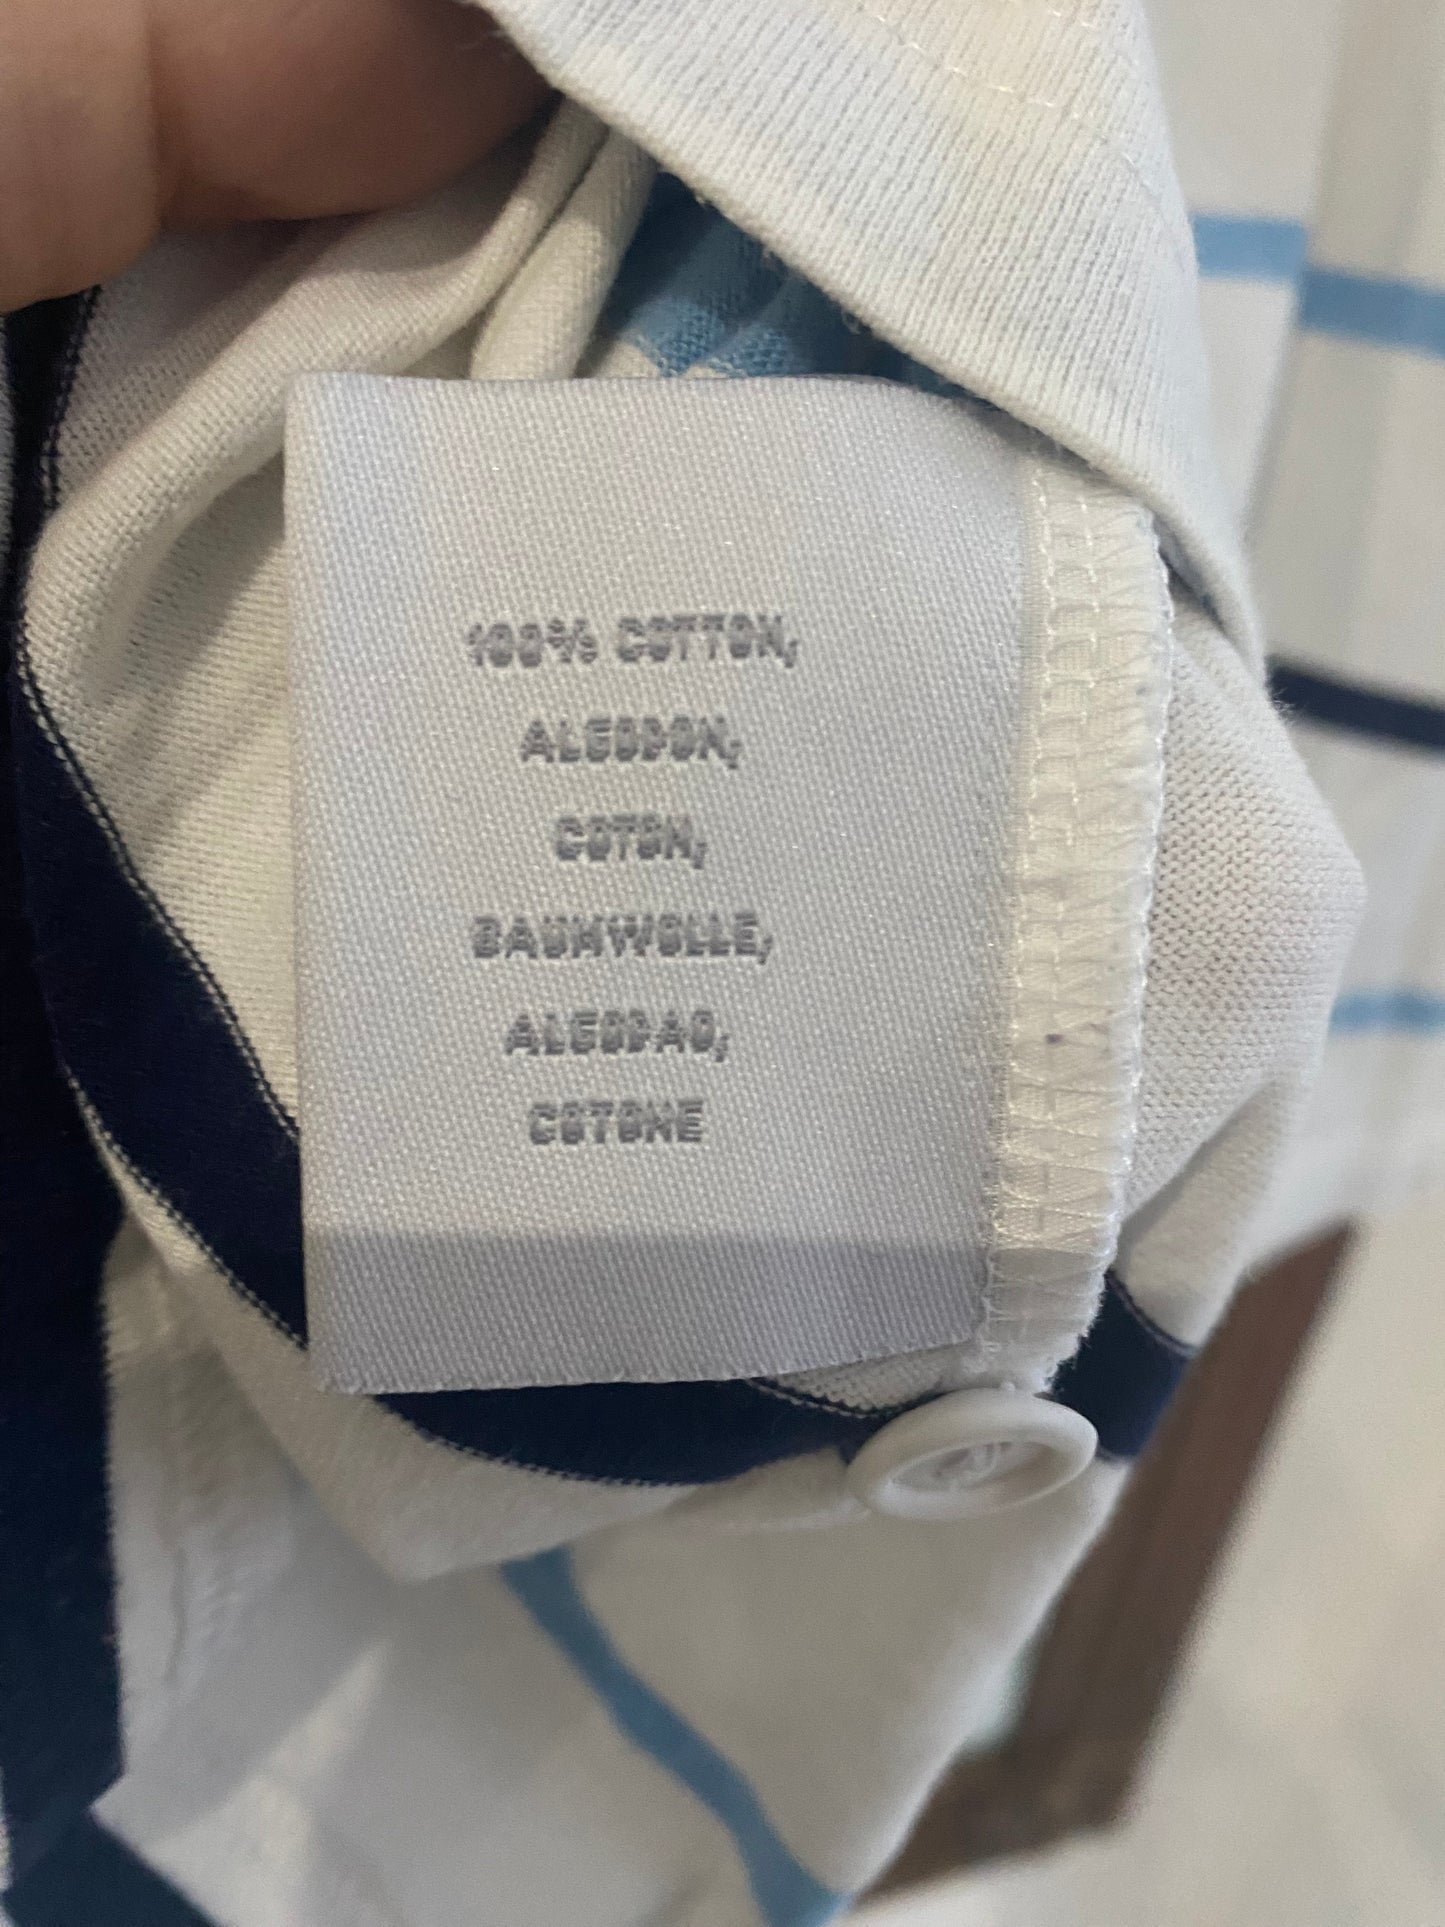 100% COTTON,
ALGODON,
COTON,
BAUMWOLLE,
ALGODAO,
COTONE